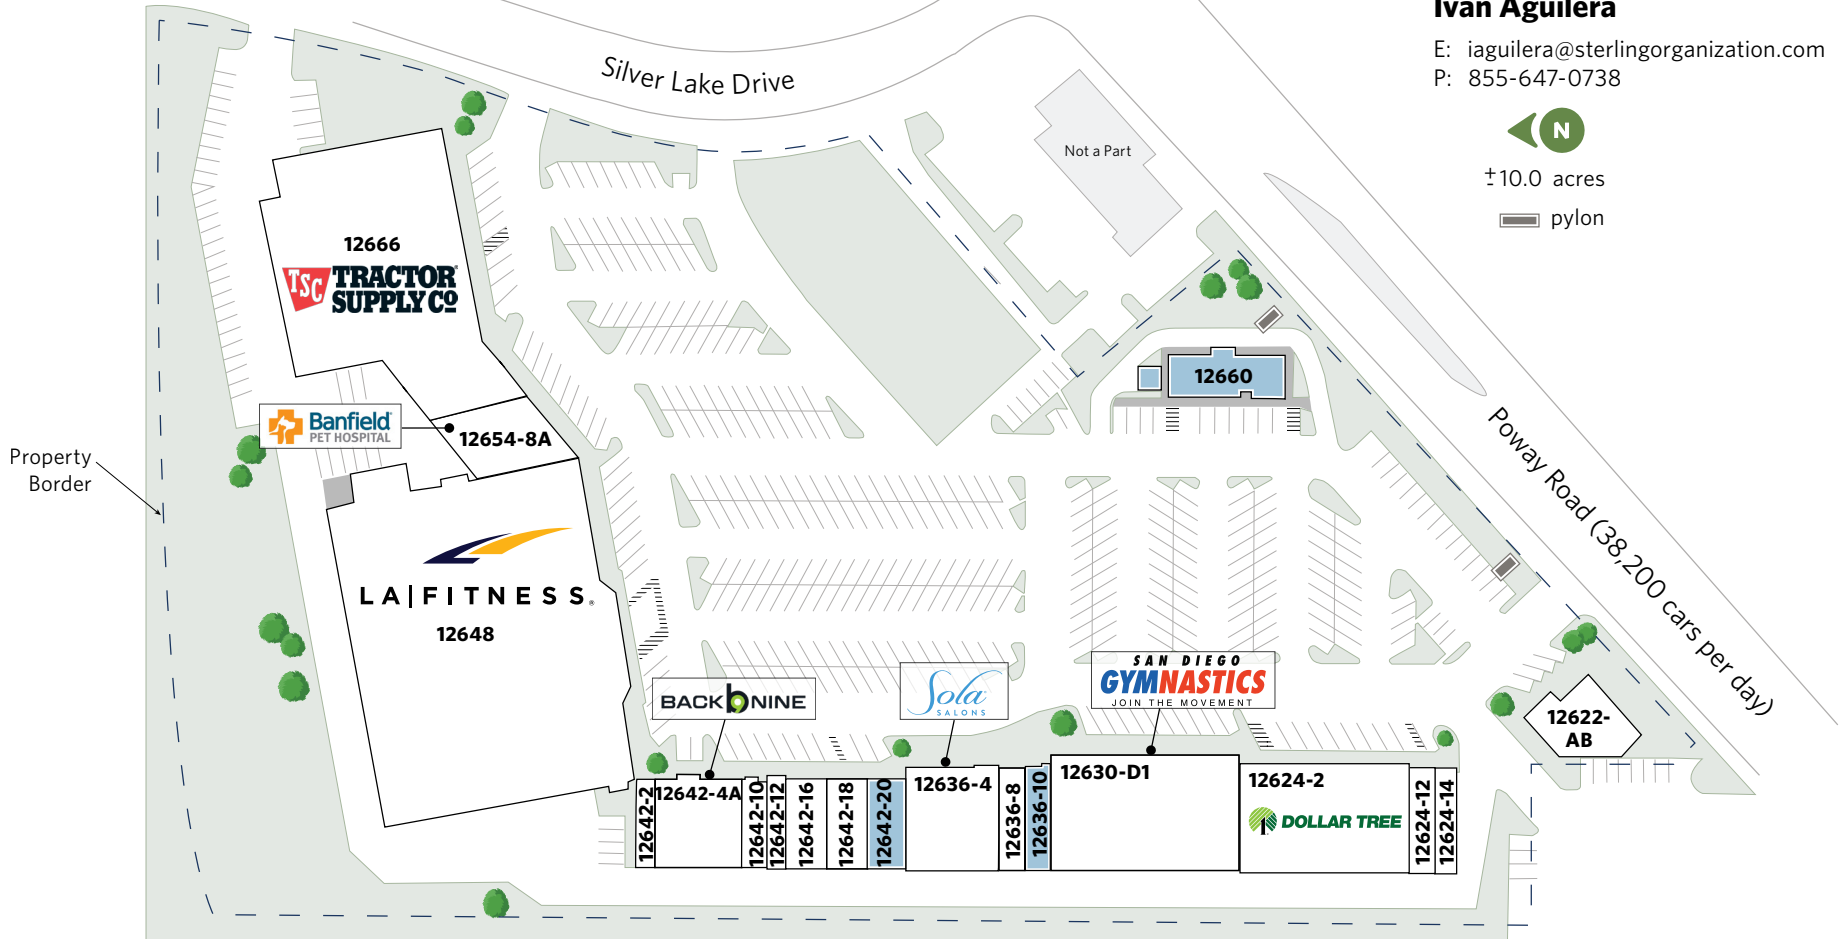 Ivan Aguilera
E: iaguilera@sterlingorganization.com
P: 855-647-0738
N
±10.0 acres
pylon
Silver Lake Drive
Not a Part
12666
TSC TRACTOR
SUPPLY CO
12660
Banfield
PET HOSPITAL
12654-8A
Property
Border
Poway Road (38,200 cars per day)
LA|FITNESS®
12648
SAN DIEGO
GYMNASTICS
JOIN THE MOVEMENT
BACK 9 NINE
Sola
SALONS
12622-
AB
12642-2
12642-4A
12642-10
12642-12
12642-16
12642-18
12642-20
12636-4
12636-8
12636-10
12630-D1
12624-2
DOLLAR TREE
12624-12
12624-14